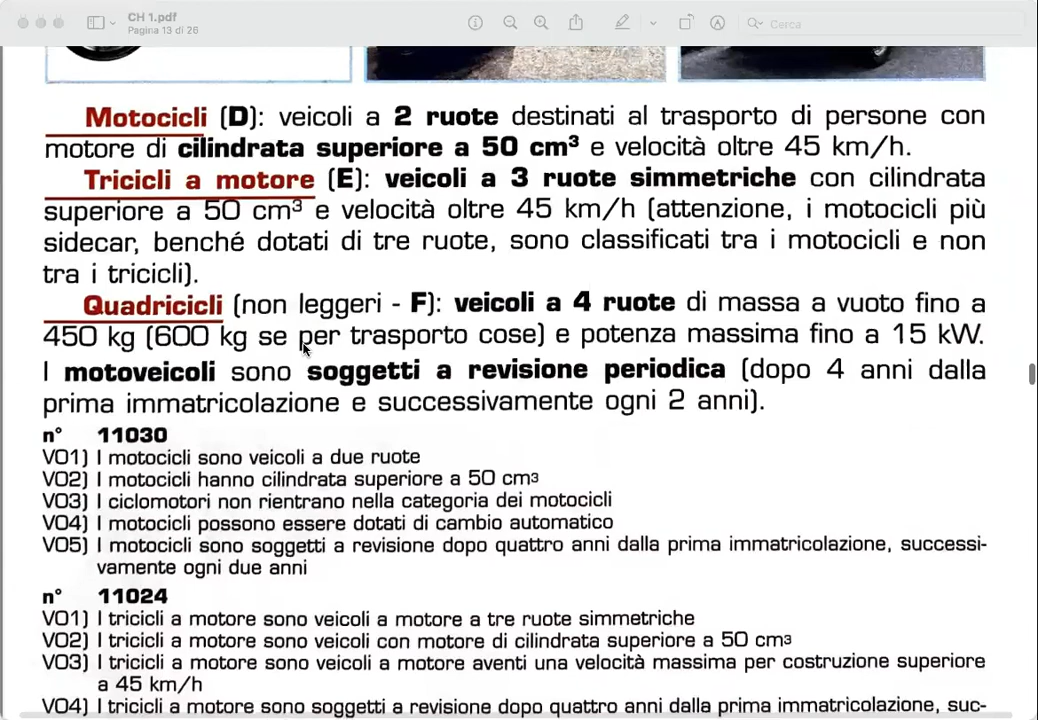 CH 1.pdf
Pagina 13 di 26
Cerca
Motocicli (D): veicoli a 2 ruote destinati al trasporto di persone con
motore di cilindrata superiore a 50 cm³ e velocità oltre 45 km/h.
Tricicli a motore (E): veicoli a 3 ruote simmetriche con cilindrata
superiore a 50 cm³ e velocità oltre 45 km/h (attenzione, i motocicli più
sidecar, benché dotati di tre ruote, sono classificati tra i motocicli e non
tra i tricicli).
Quadricicli (non leggeri - F): veicoli a 4 ruote di massa a vuoto fino a
450 kg (600 kg se per trasporto cose) e potenza massima fino a 15 kW.
I motoveicoli sono soggetti a revisione periodica (dopo 4 anni dalla
prima immatricolazione e successivamente ogni 2 anni).
n° 11030
V01) I motocicli sono veicoli a due ruote
V02) I motocicli hanno cilindrata superiore a 50 cm³
V03) I ciclomotori non rientrano nella categoria dei motocicli
V04) I motocicli possono essere dotati di cambio automatico
V05) I motocicli sono soggetti a revisione dopo quattro anni dalla prima immatricolazione, successi-
vamente ogni due anni
n° 11024
V01) I tricicli a motore sono veicoli a motore a tre ruote simmetriche
V02) I tricicli a motore sono veicoli con motore di cilindrata superiore a 50 cm³
V03) I tricicli a motore sono veicoli a motore aventi una velocità massima per costruzione superiore
a 45 km/h
V04) I tricicli a motore sono soggetti a revisione dopo quattro anni dalla prima immatricolazione, suc-